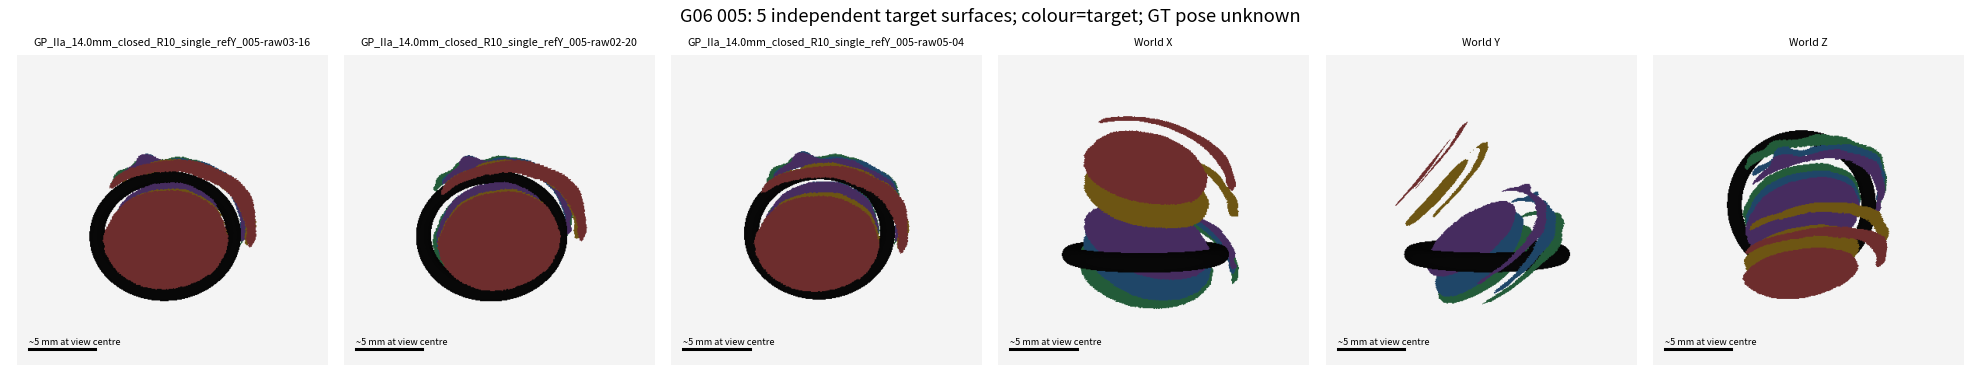 G06 005: 5 independent target surfaces; colour=target; GT pose unknown
GP_IIa_14.0mm_closed_R10_single_refY_005-raw03-16
GP_IIa_14.0mm_closed_R10_single_refY_005-raw02-20
GP_IIa_14.0mm_closed_R10_single_refY_005-raw05-04
World X
World Y
World Z
~5 mm at view centre
~5 mm at view centre
~5 mm at view centre
~5 mm at view centre
~5 mm at view centre
~5 mm at view centre